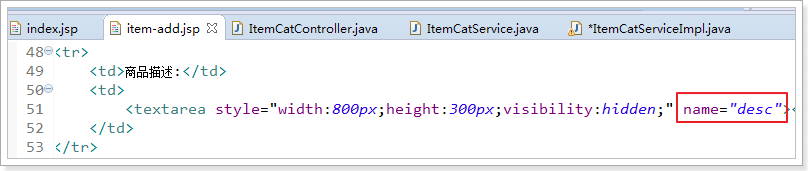 index.jsp item-add.jsp ItemCatController.java ItemCatService.java *ItemCatServiceImpl.java
48 <tr>
49 <td>商品描述:</td>
50 <td>
51 <textarea style="width:800px;height:300px;visibility:hidden;" name="desc"><
52 </td>
53 </tr>